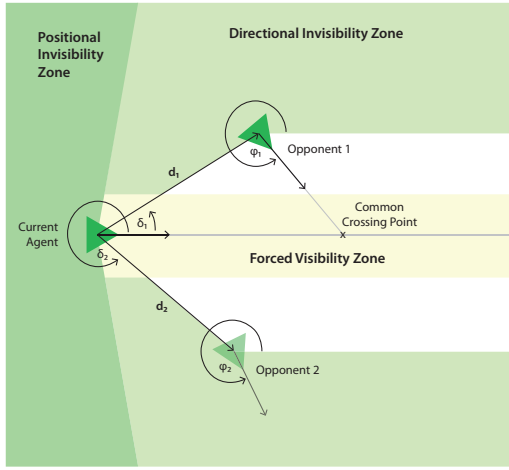 Positional
Invisibility
Zone
Directional Invisibility Zone
φ₁
Opponent 1
d₁
Common
Crossing Point
Current
Agent
δ₁
x
δ₂
Forced Visibility Zone
d₂
φ₂
Opponent 2